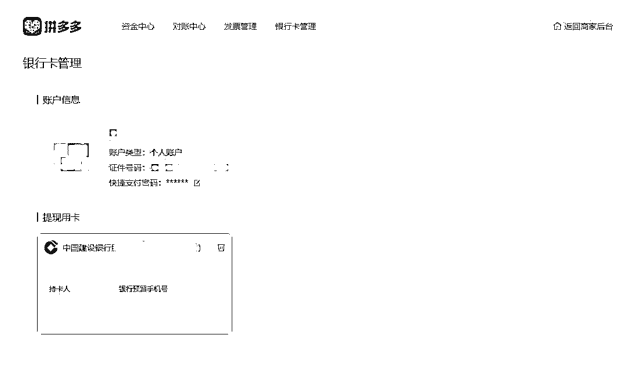 拼多多 资金中心 对账中心 发票管理 银行卡管理 返回商家后台
银行卡管理
账户信息
账户类型：个人账户
证件号码：
快捷支付密码：******
提现用卡
中国建设银行
持卡人 银行预留手机号